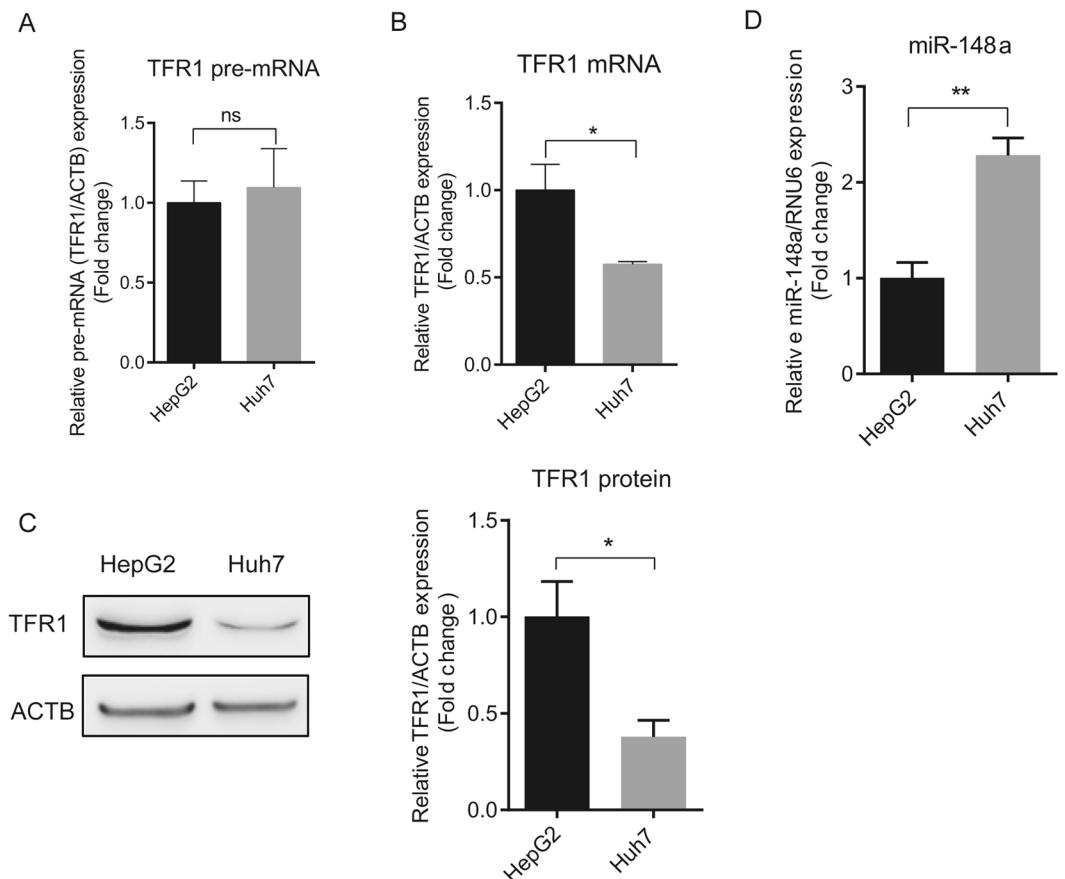 A
TFR1 pre-mRNA
Relative pre-mRNA (TFR1/ACTB) expression
(Fold change)
1.5
1.0
0.5
0.0
ns
HepG2
Huh7
B
TFR1 mRNA
Relative TFR1/ACTB expression
(Fold change)
1.5
1.0
0.5
0.0
*
HepG2
Huh7
D
miR-148a
Relativ e miR-148a/RNU6 expression
(Fold change)
3
2
1
0
**
HepG2
Huh7
C
HepG2 Huh7
TFR1
ACTB
TFR1 protein
Relative TFR1/ACTB expression
(Fold change)
1.5
1.0
0.5
0.0
*
HepG2
Huh7